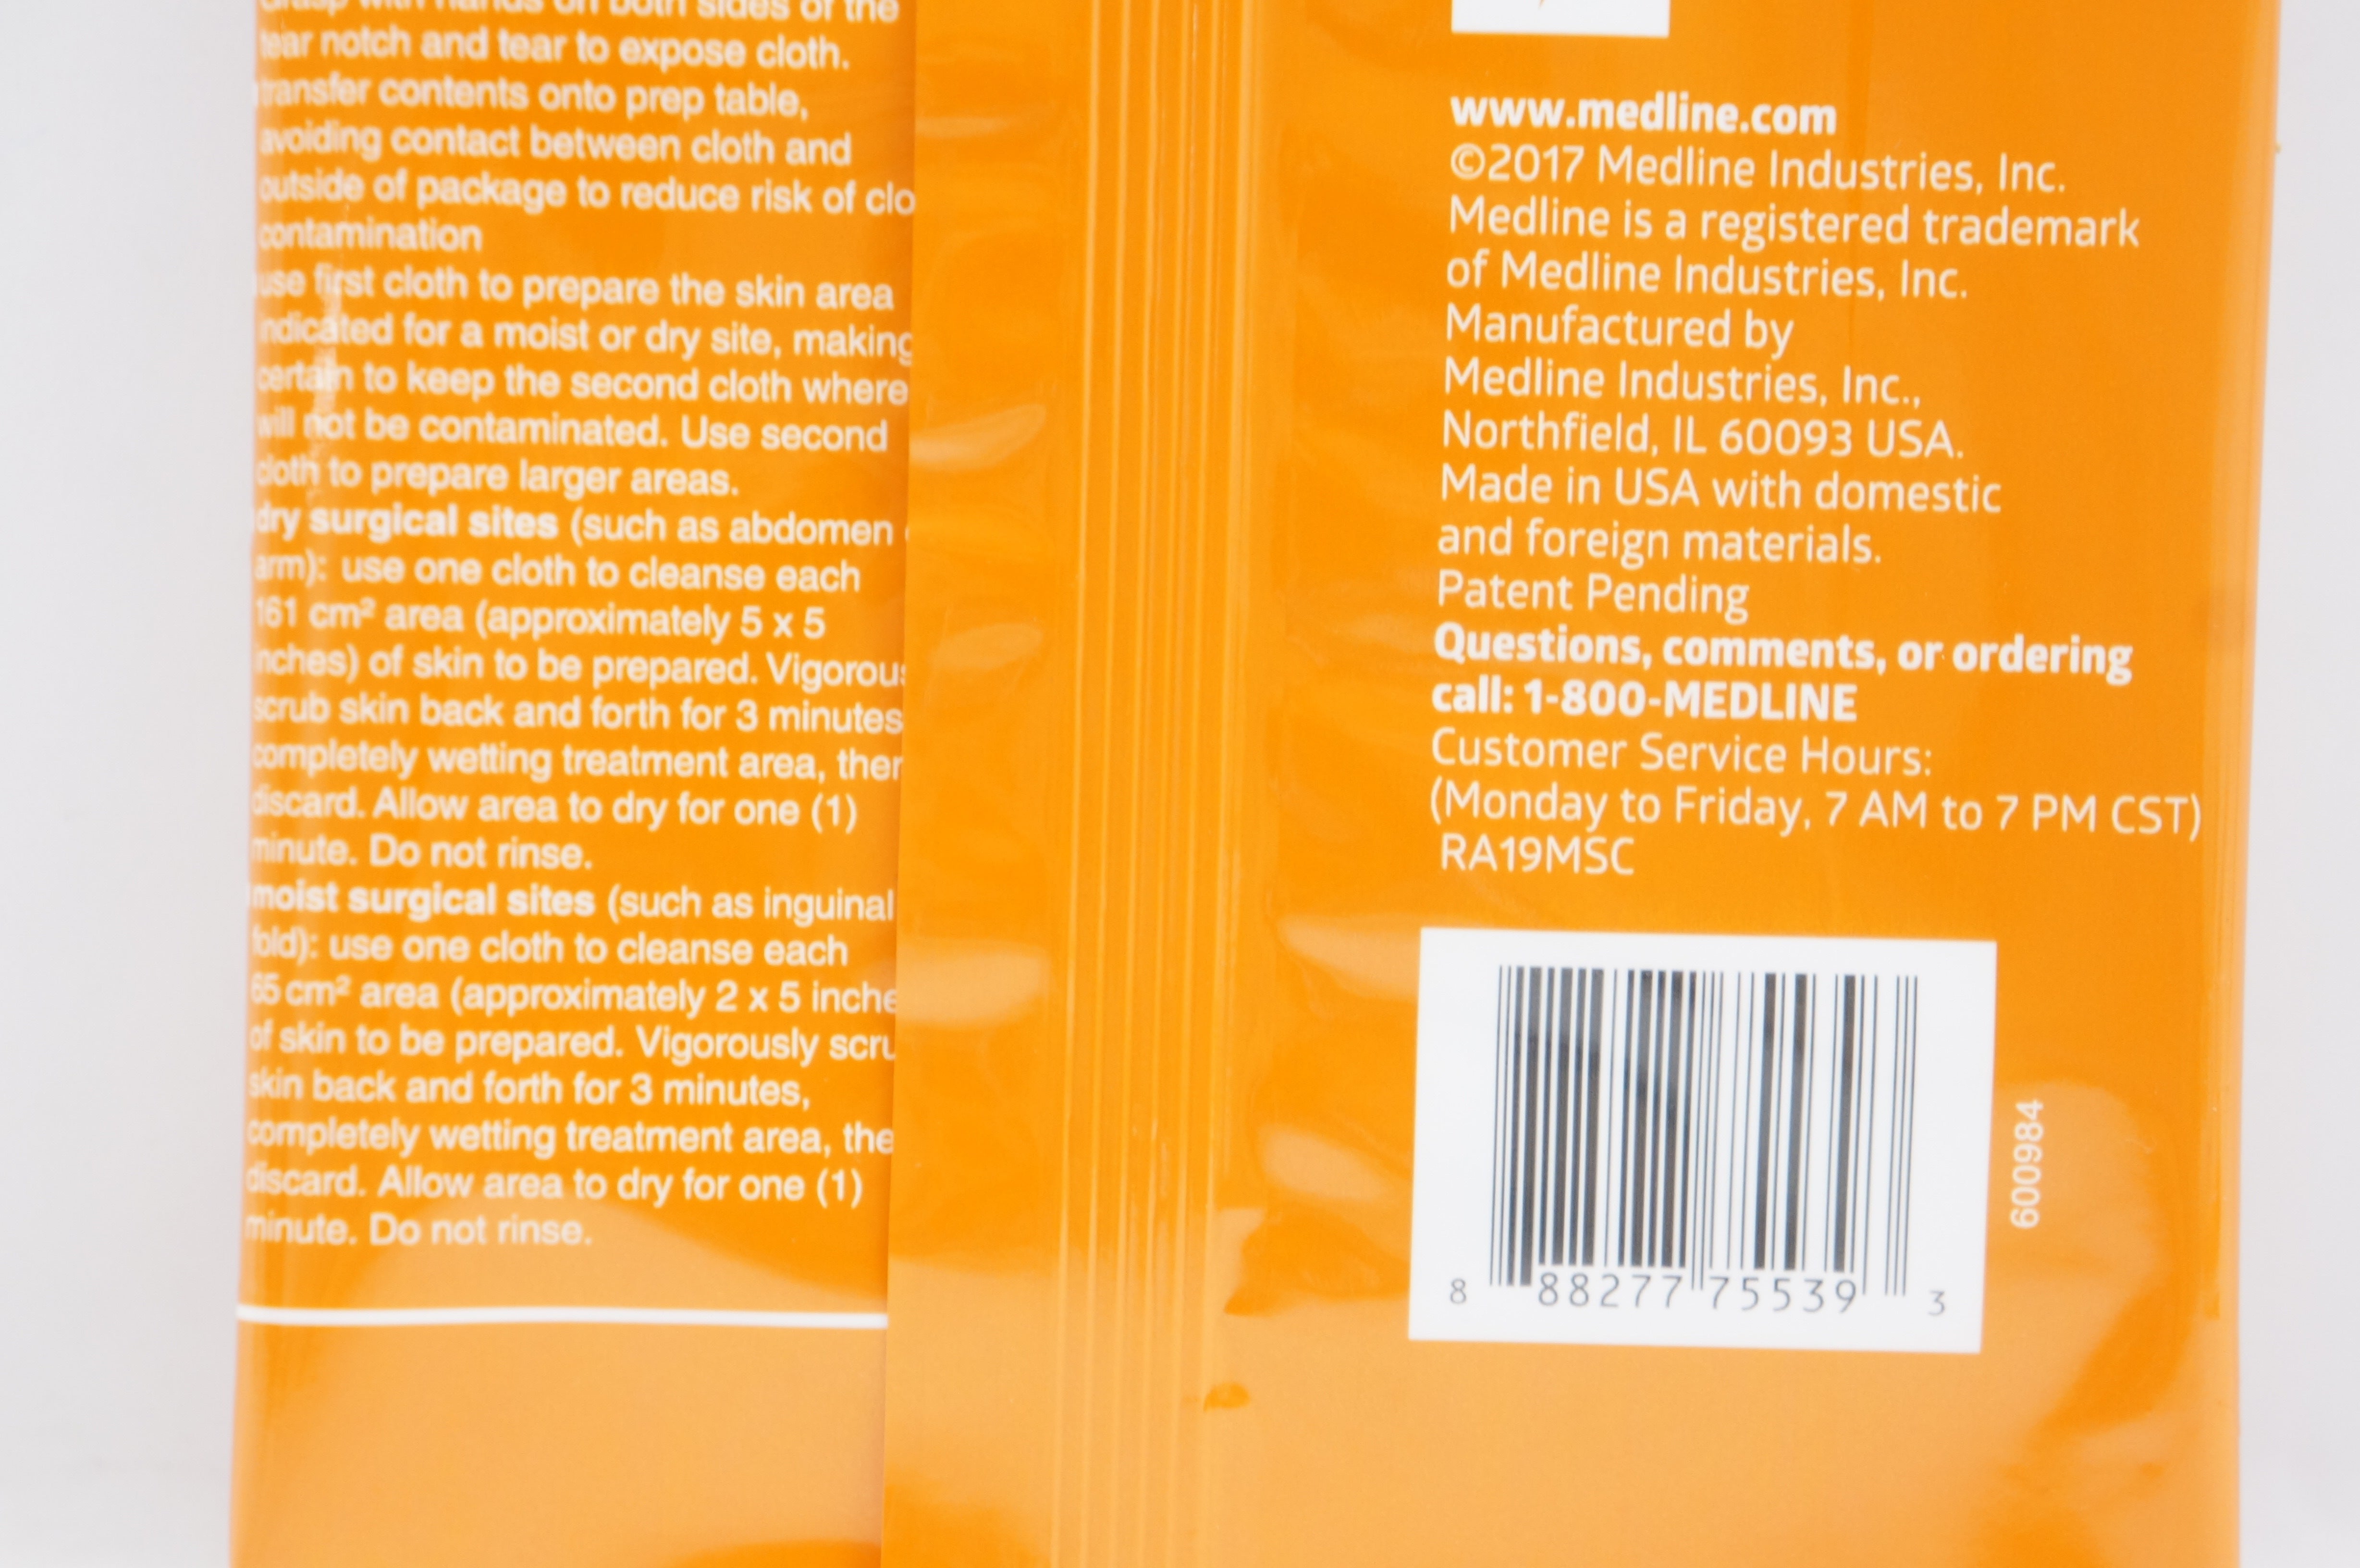 Grasp with hands on both sides of the
tear notch and tear to expose cloth.
transfer contents onto prep table,
avoiding contact between cloth and
outside of package to reduce risk of clo
contamination
use first cloth to prepare the skin area
indicated for a moist or dry site, making
certain to keep the second cloth where
will not be contaminated. Use second
cloth to prepare larger areas.
dry surgical sites (such as abdomen
arm): use one cloth to cleanse each
161 cm² area (approximately 5 x 5
inches) of skin to be prepared. Vigorous
scrub skin back and forth for 3 minutes
completely wetting treatment area, then
discard. Allow area to dry for one (1)
minute. Do not rinse.
moist surgical sites (such as inguinal
fold): use one cloth to cleanse each
65 cm² area (approximately 2 x 5 inche
of skin to be prepared. Vigorously scru
skin back and forth for 3 minutes,
completely wetting treatment area, the
discard. Allow area to dry for one (1)
minute. Do not rinse.
www.medline.com
©2017 Medline Industries, Inc.
Medline is a registered trademark
of Medline Industries, Inc.
Manufactured by
Medline Industries, Inc.,
Northfield, IL 60093 USA.
Made in USA with domestic
and foreign materials.
Patent Pending
Questions, comments, or ordering
call: 1-800-MEDLINE
Customer Service Hours:
(Monday to Friday, 7 AM to 7 PM CST)
RA19MSC
8 88277 75539 3
600984